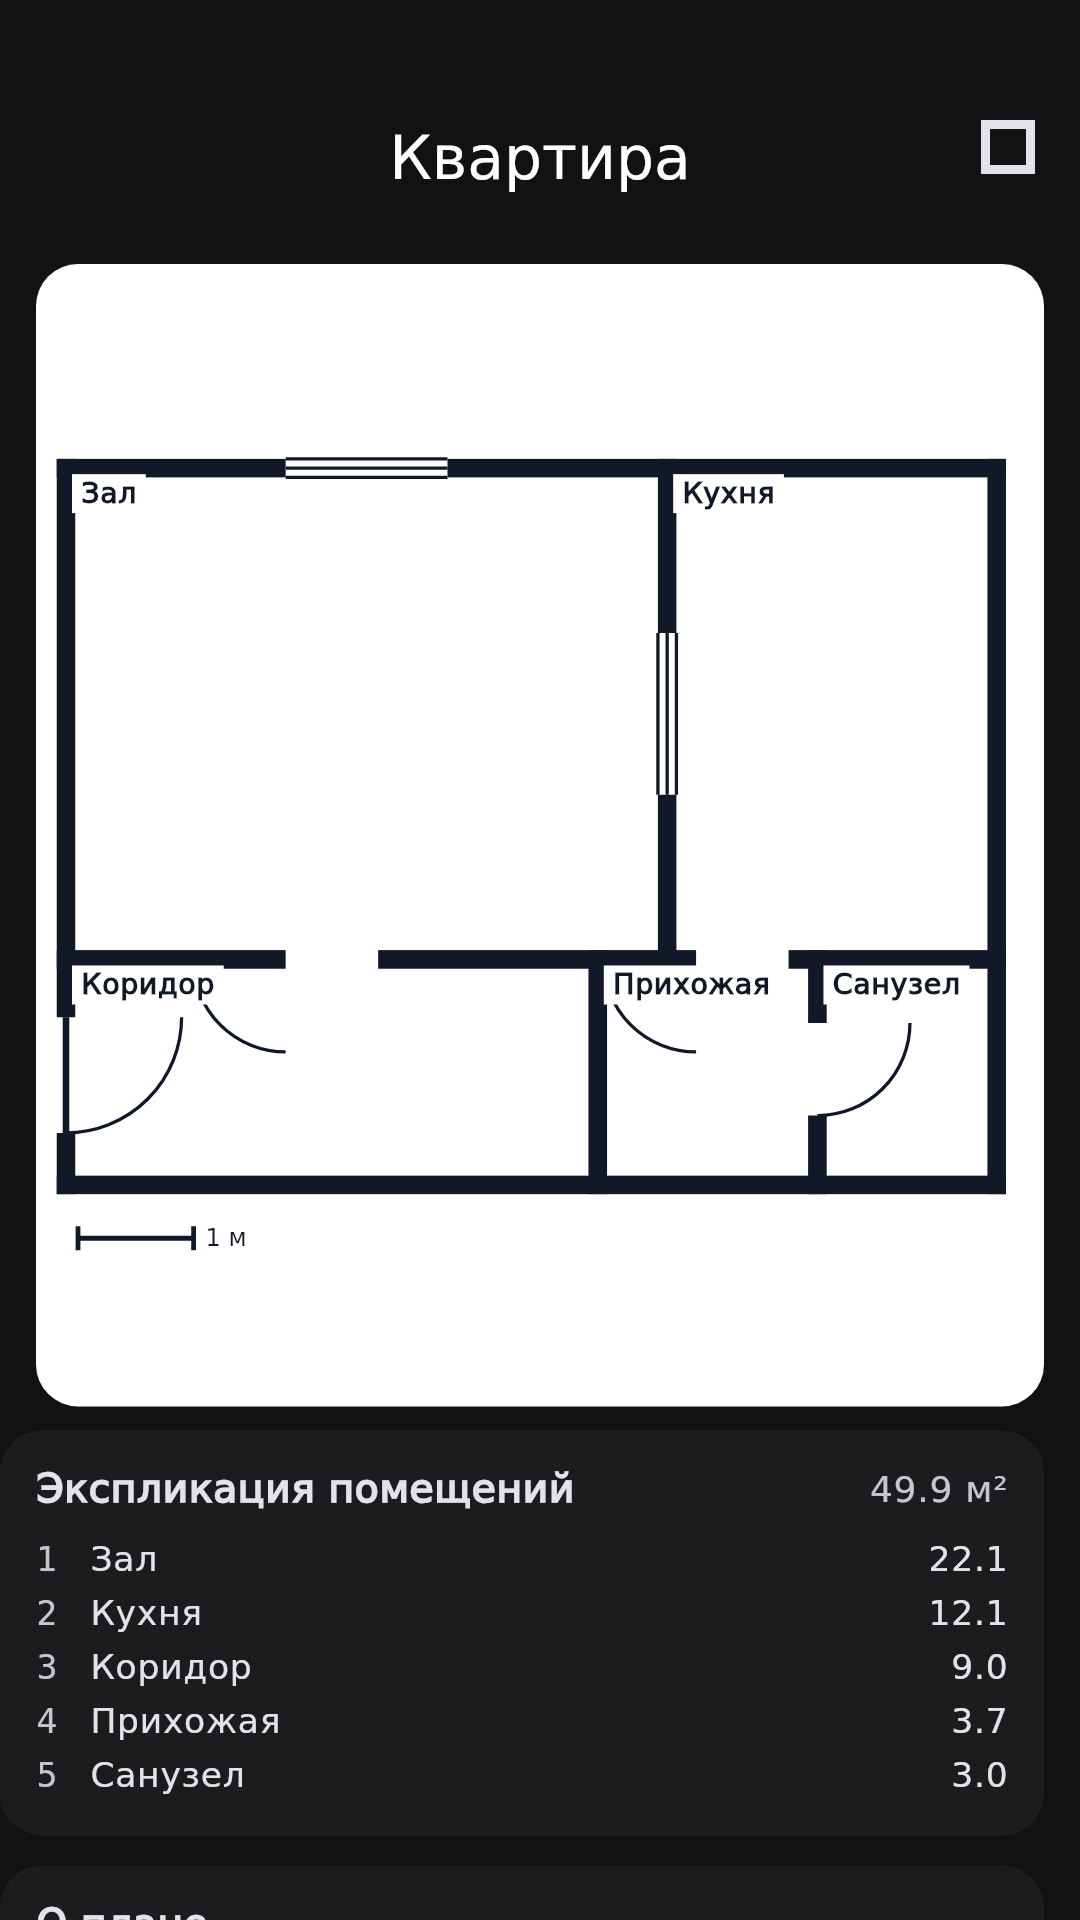 Квартира
Зал
Кухня
Коридор
Прихожая
Санузел
1 м
Экспликация помещений 49.9 м²
1 Зал 22.1
2 Кухня 12.1
3 Коридор 9.0
4 Прихожая 3.7
5 Санузел 3.0
О плане